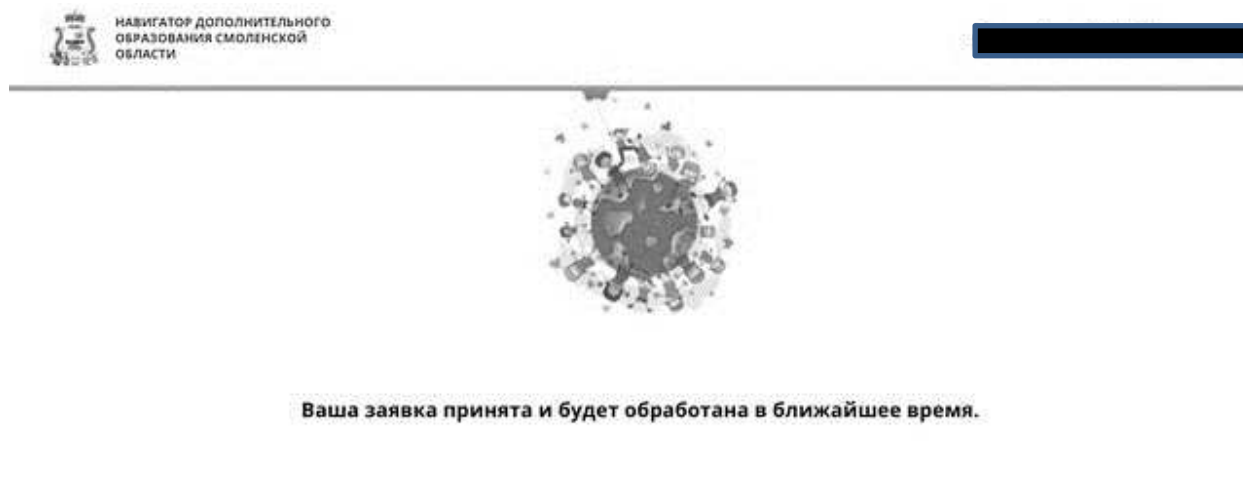 НАВИГАТОР ДОПОЛНИТЕЛЬНОГО
ОБРАЗОВАНИЯ СМОЛЕНСКОЙ
ОБЛАСТИ
Ваша заявка принята и будет обработана в ближайшее время.